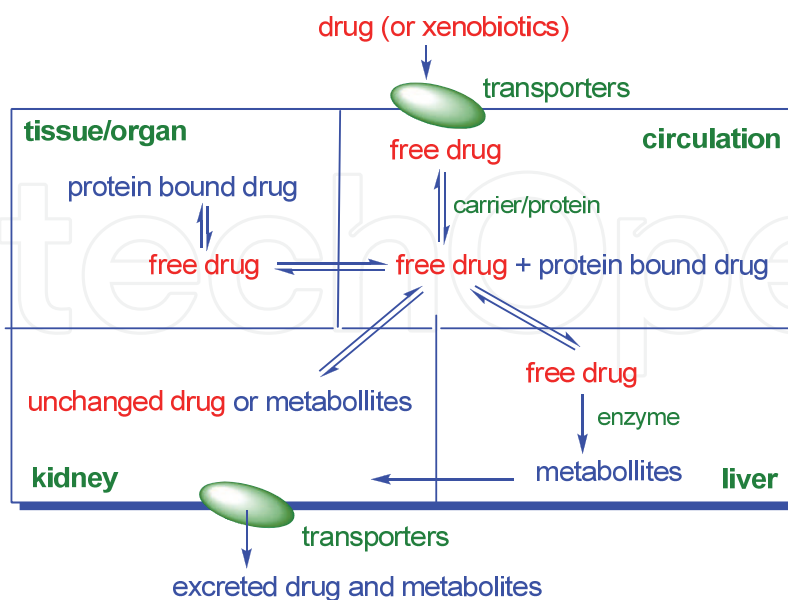 drug (or xenobiotics)
transporters
tissue/organ
circulation
free drug
protein bound drug
carrier/protein
free drug
free drug + protein bound drug
free drug
unchanged drug or metabollites
enzyme
kidney
metabollites
liver
transporters
excreted drug and metabolites
techOpe